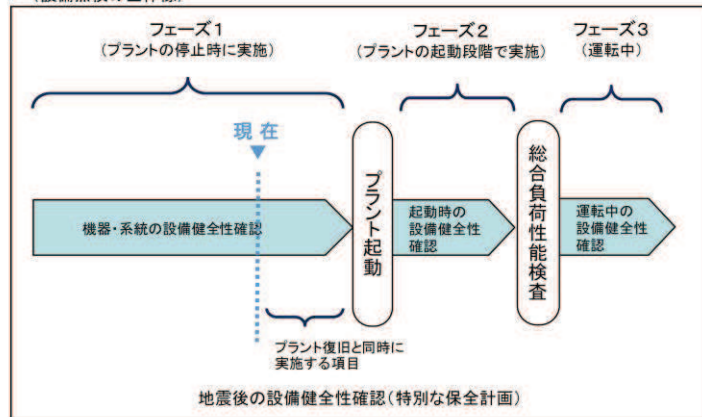 フェーズ1
(プラントの停止時に実施)
フェーズ2
(プラントの起動段階で実施)
フェーズ3
(運転中)
現 在
機器・系統の設備健全性確認
プラント起動
起動時の
設備健全性
確認
総合負荷性能検査
運転中の
設備健全性
確認
プラント復旧と同時に
実施する項目
地震後の設備健全性確認(特別な保全計画)